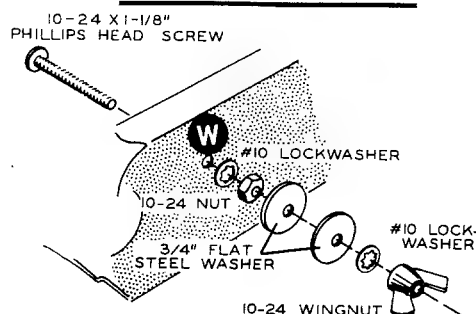 10-24 X 1-1/8"
PHILLIPS HEAD SCREW
W
#10 LOCKWASHER
10-24 NUT
3/4" FLAT
STEEL WASHER
#10 LOCK-
WASHER
10-24 WINGNUT